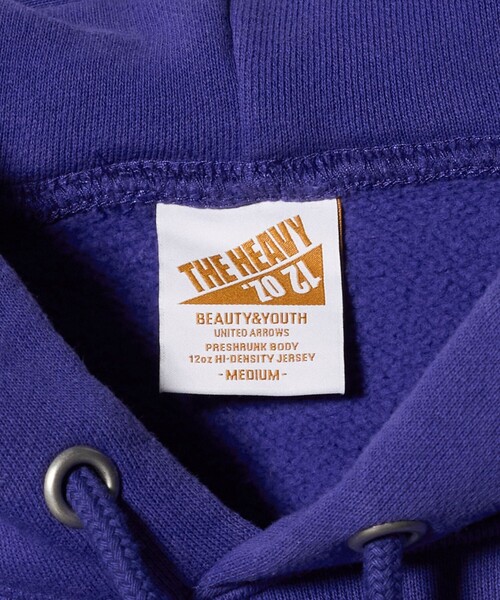 THE HEAVY
12 OZ.
BEAUTY&YOUTH
UNITED ARROWS
PRESHRUNK BODY
12oz HI-DENSITY JERSEY
-MEDIUM-